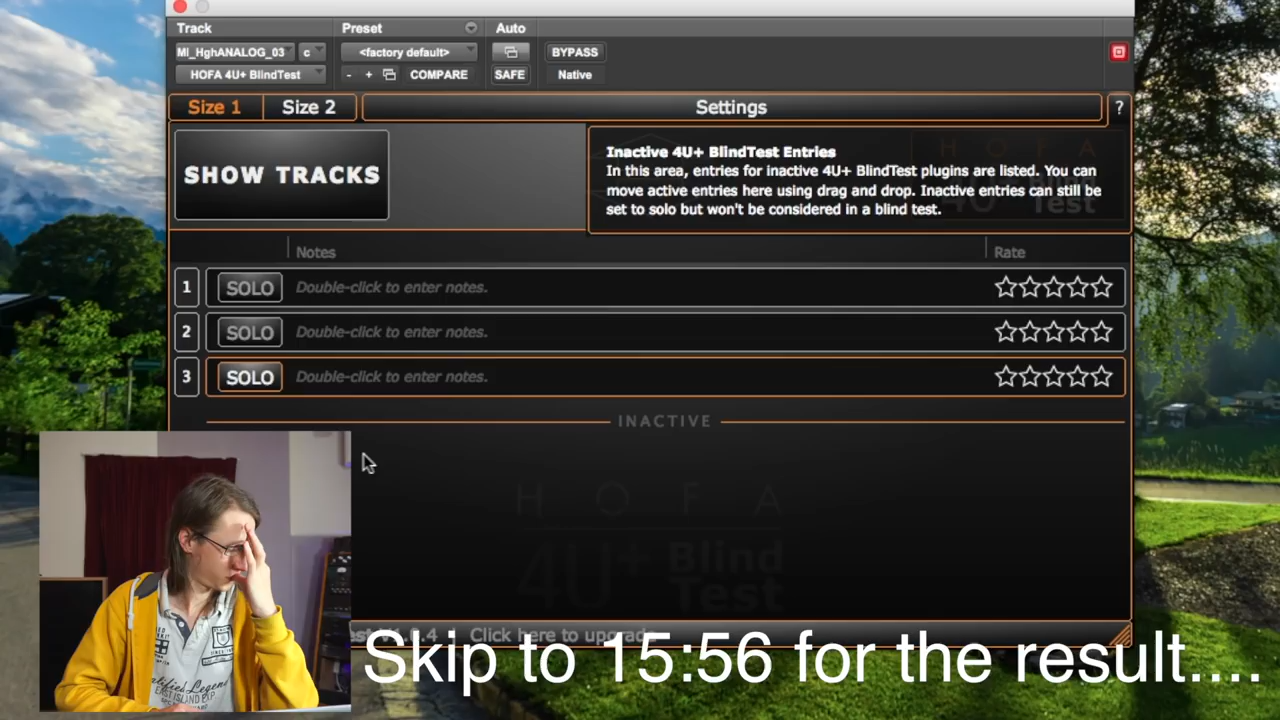 Track
Preset
Auto
MI_HghANALOG_03
c
<factory default>
BYPASS
HOFA 4U+ BlindTest
- + COMPARE
SAFE
Native
Size 1
Size 2
Settings
?
SHOW TRACKS
Inactive 4U+ BlindTest Entries
In this area, entries for inactive 4U+ BlindTest plugins are listed. You can
move active entries here using drag and drop. Inactive entries can still be
set to solo but won't be considered in a blind test.
Notes
Rate
1 SOLO Double-click to enter notes.
2 SOLO Double-click to enter notes.
3 SOLO Double-click to enter notes.
INACTIVE
HOFA
4U+ Blind
Test
Click here to upgrade
Skip to 15:56 for the result....